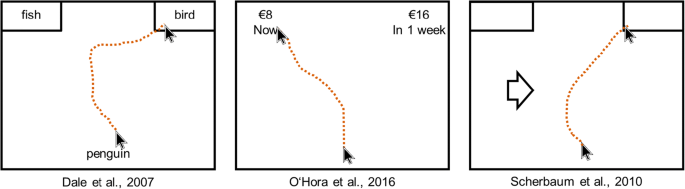 fish
bird
penguin
Dale et al., 2007
€8
Now
€16
In 1 week
O‘Hora et al., 2016
Scherbaum et al., 2010